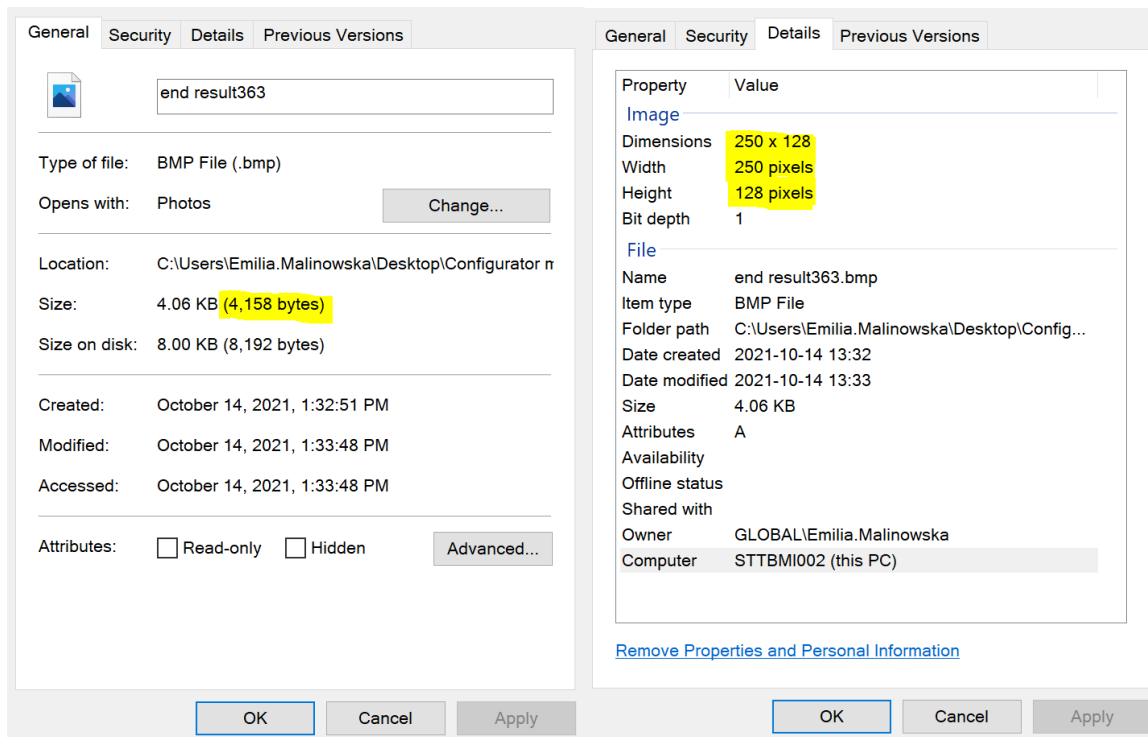 General Security Details Previous Versions
end result363
Type of file: BMP File (.bmp)
Opens with: Photos Change...
Location: C:\Users\Emilia.Malinowska\Desktop\Configurator m
Size: 4.06 KB (4,158 bytes)
Size on disk: 8.00 KB (8,192 bytes)
Created: October 14, 2021, 1:32:51 PM
Modified: October 14, 2021, 1:33:48 PM
Accessed: October 14, 2021, 1:33:48 PM
Attributes: Read-only Hidden Advanced...
OK Cancel Apply
General Security Details Previous Versions
Property Value
Image
Dimensions 250 x 128
Width 250 pixels
Height 128 pixels
Bit depth 1
File
Name end result363.bmp
Item type BMP File
Folder path C:\Users\Emilia.Malinowska\Desktop\Config...
Date created 2021-10-14 13:32
Date modified 2021-10-14 13:33
Size 4.06 KB
Attributes A
Availability
Offline status
Shared with
Owner GLOBAL\Emilia.Malinowska
Computer STTBMI002 (this PC)
Remove Properties and Personal Information
OK Cancel Apply